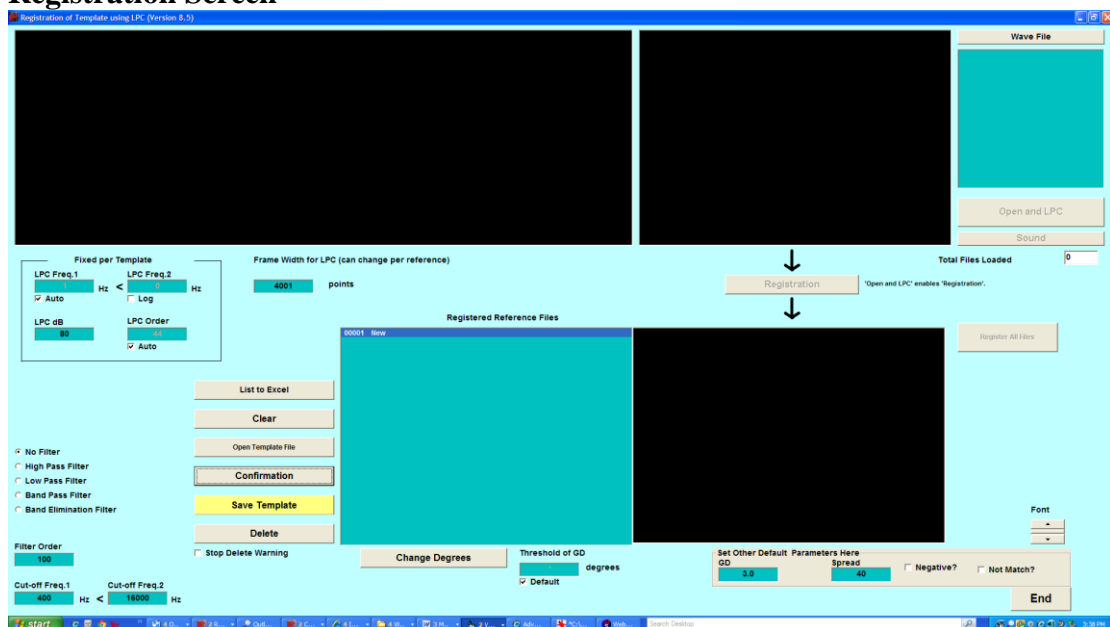 Registration Screen
Registration of Template using LPC (Version 8.5)
Wave File
Open and LPC
Sound
Fixed per Template
LPC Freq.1
LPC Freq.2
1 Hz < 0 Hz
Auto
Log
LPC dB
LPC Order
80
44
Auto
Frame Width for LPC (can change per reference)
4001 points
Total Files Loaded
0
Registration
'Open and LPC' enables 'Registration'.
Registered Reference Files
00001 New
Register All Files
List to Excel
Clear
Open Template File
Confirmation
Save Template
Delete
Stop Delete Warning
No Filter
High Pass Filter
Low Pass Filter
Band Pass Filter
Band Elimination Filter
Filter Order
100
Cut-off Freq.1
Cut-off Freq.2
400 Hz < 16000 Hz
Change Degrees
Threshold of GD
- degrees
Default
Set Other Default Parameters Here
GD
Spread
3.0
40
Negative?
Not Match?
Font
End
start
Search Desktop
3:38 PM